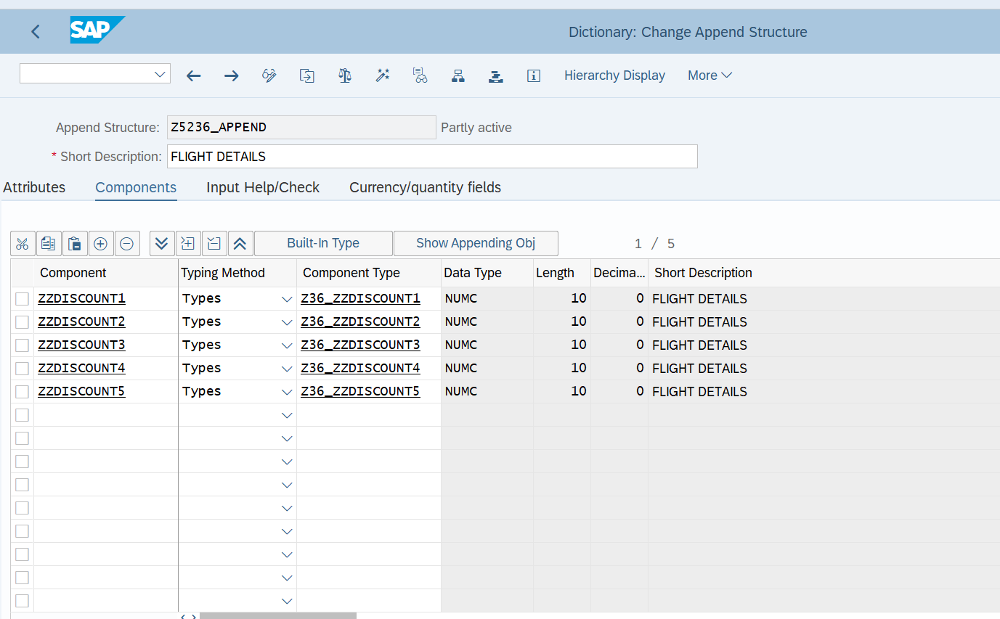 SAP
Dictionary: Change Append Structure
Hierarchy Display More
Append Structure: Z5236_APPEND Partly active
* Short Description: FLIGHT DETAILS
Attributes Components Input Help/Check Currency/quantity fields
Built-In Type Show Appending Obj 1 / 5
Component Typing Method Component Type Data Type Length Decima... Short Description
ZZDISCOUNT1 Types Z36_ZZDISCOUNT1 NUMC 10 0 FLIGHT DETAILS
ZZDISCOUNT2 Types Z36_ZZDISCOUNT2 NUMC 10 0 FLIGHT DETAILS
ZZDISCOUNT3 Types Z36_ZZDISCOUNT3 NUMC 10 0 FLIGHT DETAILS
ZZDISCOUNT4 Types Z36_ZZDISCOUNT4 NUMC 10 0 FLIGHT DETAILS
ZZDISCOUNT5 Types Z36_ZZDISCOUNT5 NUMC 10 0 FLIGHT DETAILS